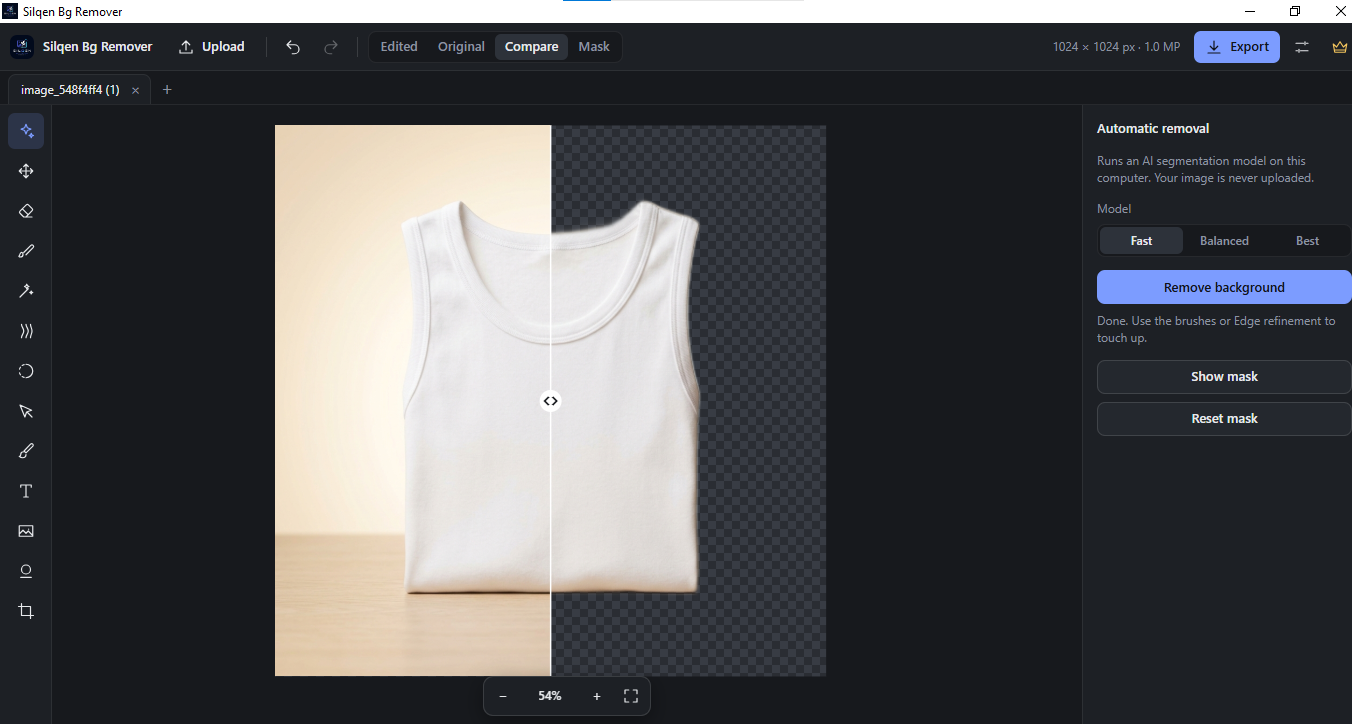 Silqen Bg Remover
Silqen Bg Remover
Upload
Edited
Original
Compare
Mask
1024 × 1024 px · 1.0 MP
Export
image_548f4ff4 (1)
Automatic removal
Runs an AI segmentation model on this
computer. Your image is never uploaded.
Model
Fast
Balanced
Best
Remove background
Done. Use the brushes or Edge refinement to
touch up.
Show mask
Reset mask
54%